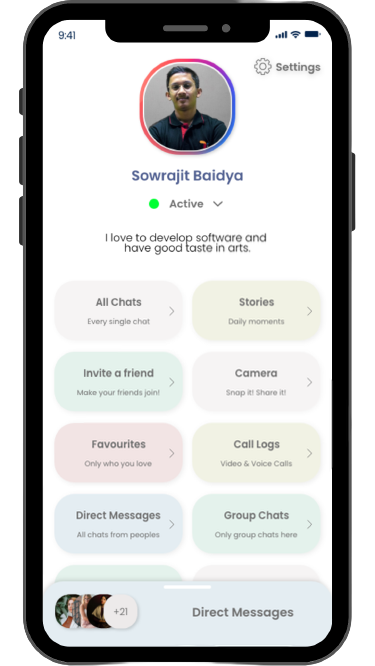 9:41
Settings
Sowrajit Baidya
Active
I love to develop software and
have good taste in arts.
All Chats
Every single chat
Stories
Daily moments
Invite a friend
Make your friends join!
Camera
Snap it! Share it!
Favourites
Only who you love
Call Logs
Video & Voice Calls
Direct Messages
All chats from peoples
Group Chats
Only group chats here
+21
Direct Messages